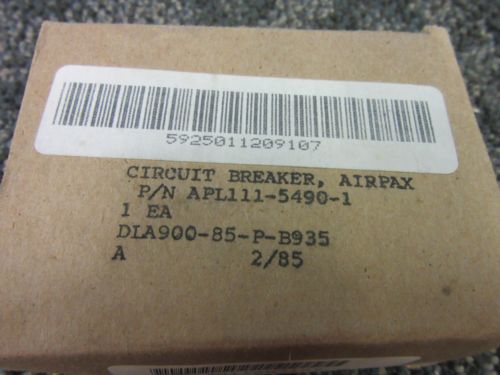 5925011209107
CIRCUIT BREAKER, AIRPAX
P/N APL111-5490-1
1 EA
DLA900-85-P-B935
A 2/85